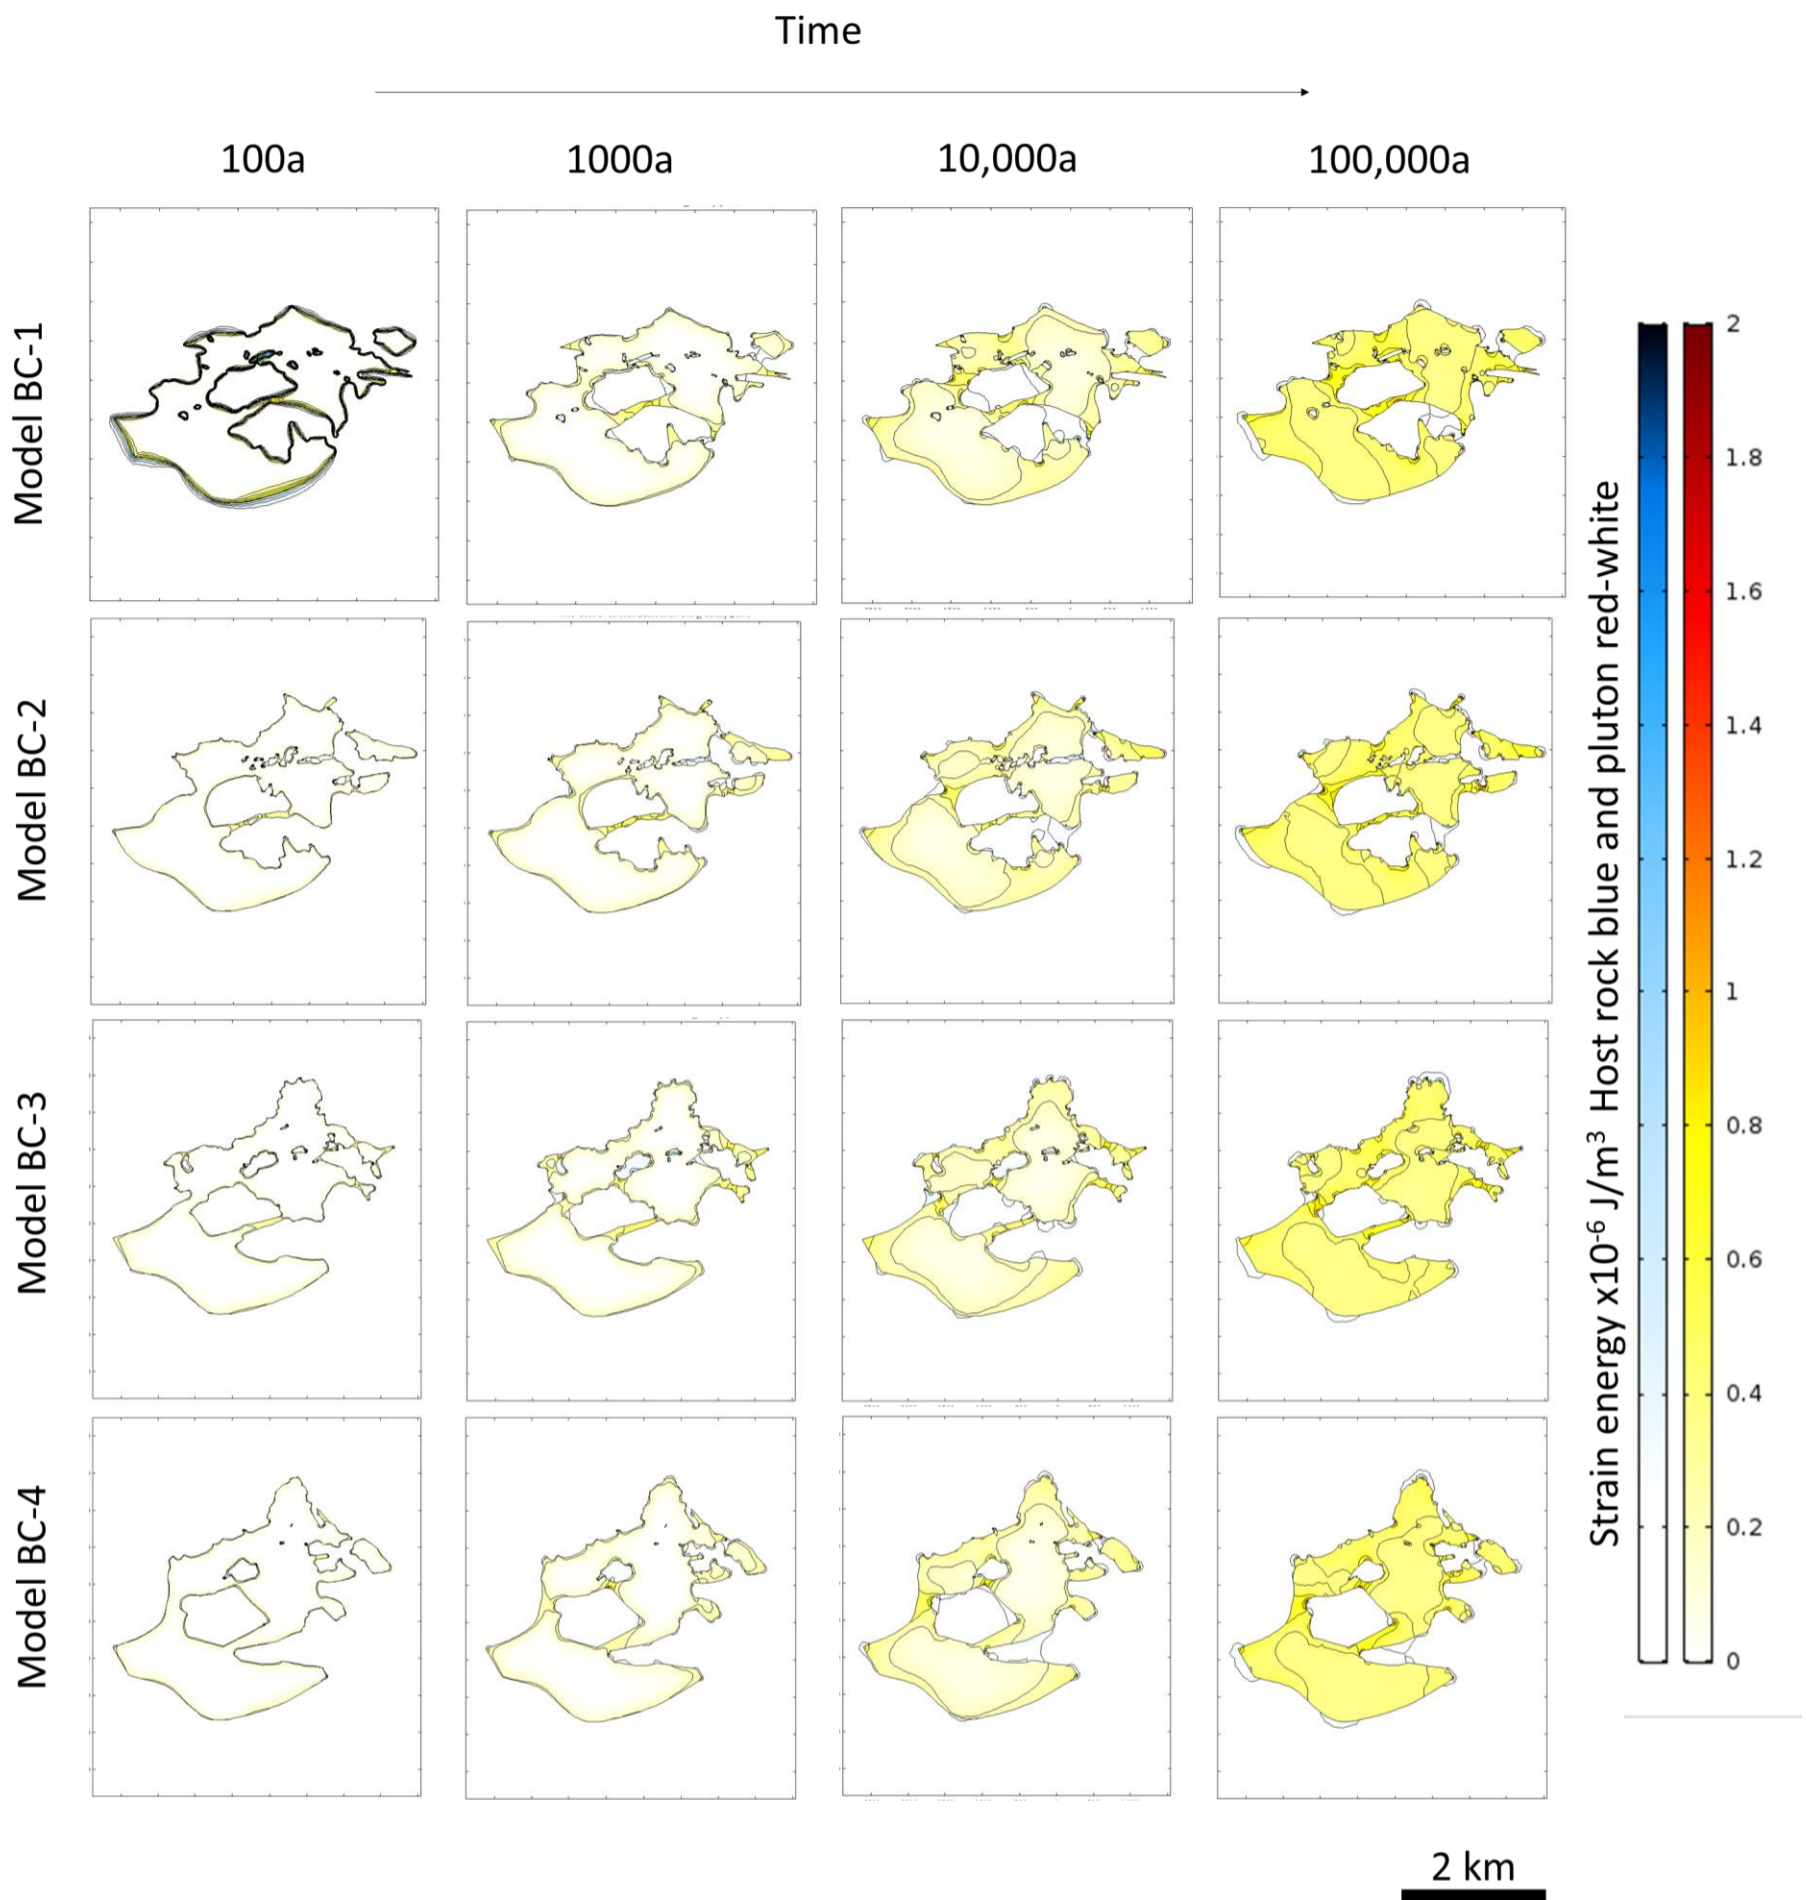 Time
100a
1000a
10,000a
100,000a
Model BC-1
Model BC-2
Model BC-3
Model BC-4
Strain energy x10⁻⁶ J/m³ Host rock blue and pluton red-white
2
1.8
1.6
1.4
1.2
1
0.8
0.6
0.4
0.2
0
2 km